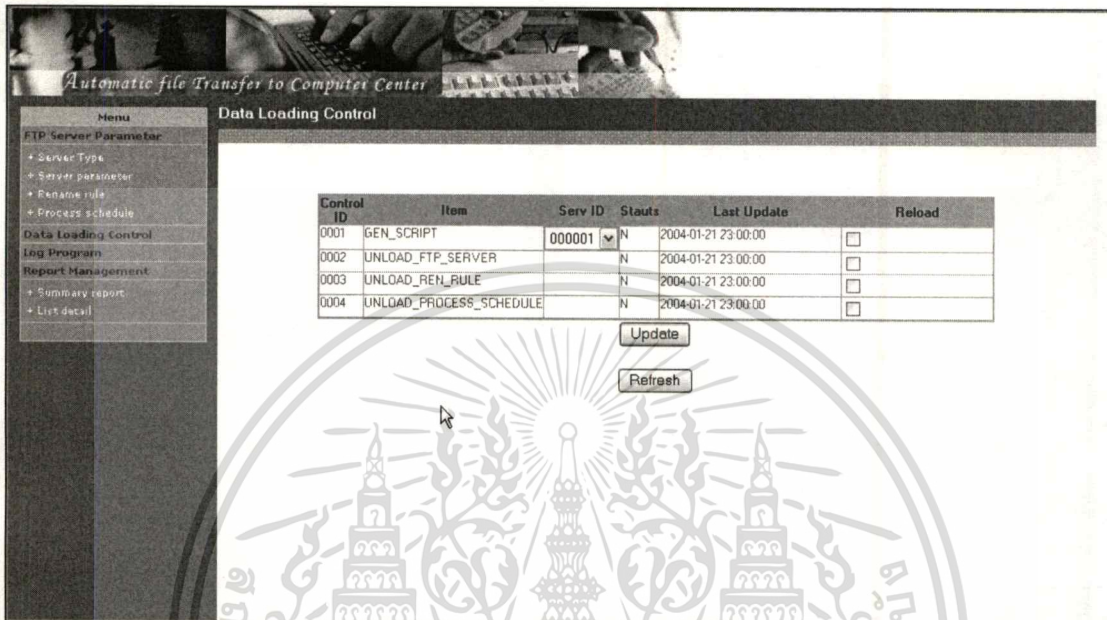 Automatic file Transfer to Computer Center
Menu
FTP Server Parameter
+ Server Type
+ Server parameter
+ Rename rule
+ Process schedule
Data Loading Control
Log Program
Report Management
+ Summary report
+ List detail
Data Loading Control
Control ID Item Serv ID Stauts Last Update Reload
0001 GEN_SCRIPT 000001 N 2004-01-21 23:00:00
0002 UNLOAD_FTP_SERVER N 2004-01-21 23:00:00
0003 UNLOAD_REN_RULE N 2004-01-21 23:00:00
0004 UNLOAD_PROCESS_SCHEDULE N 2004-01-21 23:00:00
Update
Refresh